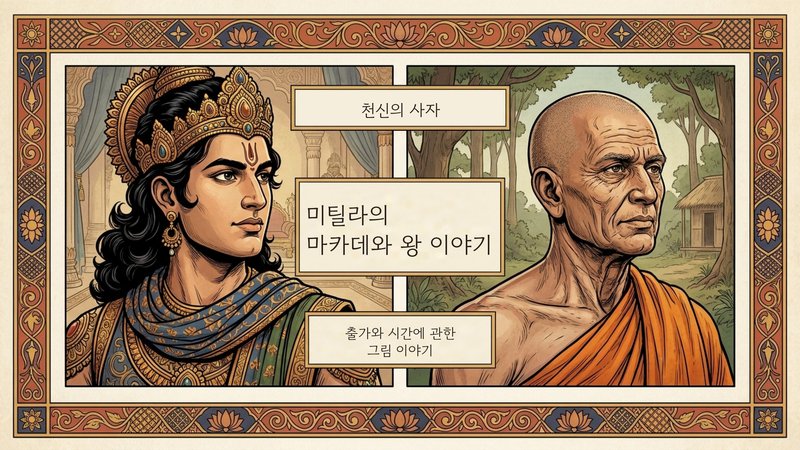 천신의 사자
미틸라의
마카데와 왕 이야기
출가와 시간에 관한
그림 이야기